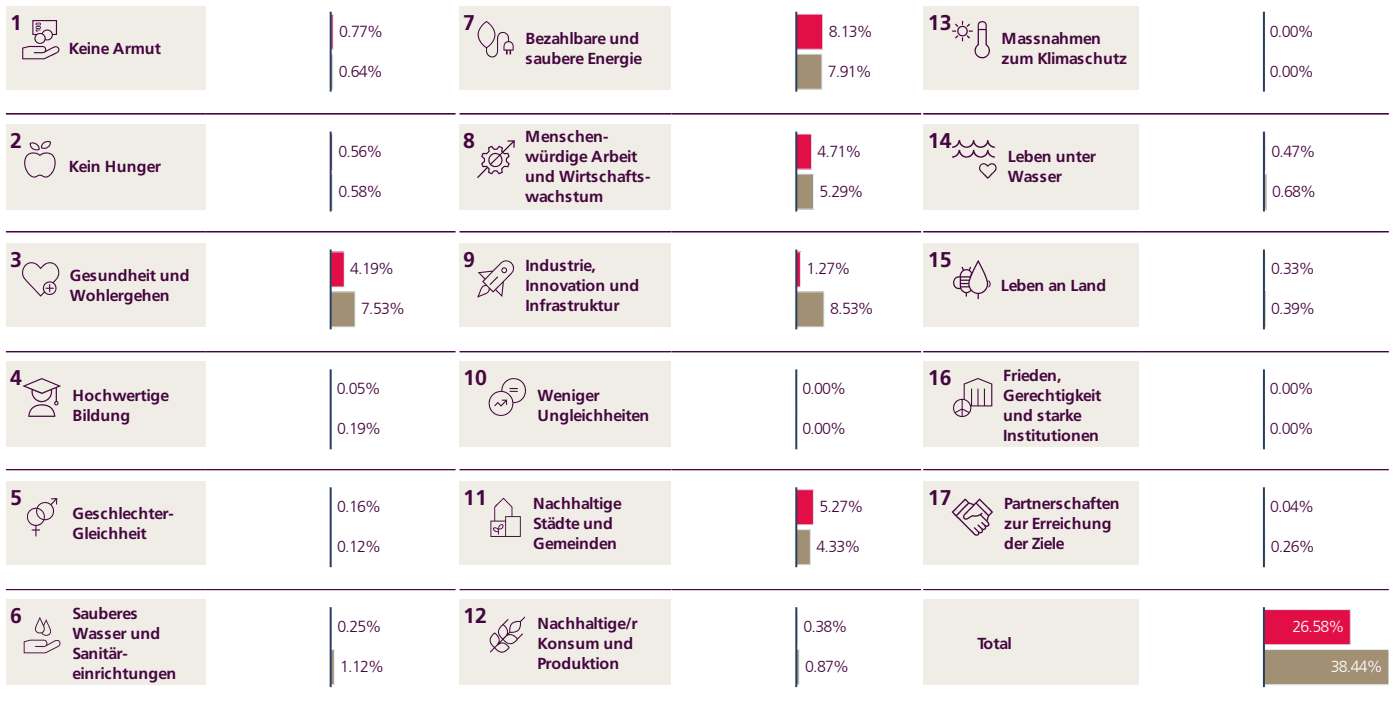 1
100
Keine Armut
0.77%
0.64%
2
Kein Hunger
0.56%
0.58%
3
Gesundheit und
Wohlergehen
4.19%
7.53%
4
Hochwertige
Bildung
0.05%
0.19%
5
Geschlechter-
Gleichheit
0.16%
0.12%
6
Sauberes
Wasser und
Sanitär-
einrichtungen
0.25%
1.12%
7
Bezahlbare und
saubere Energie
8.13%
7.91%
8
Menschen-
würdige Arbeit
und Wirtschafts-
wachstum
4.71%
5.29%
9
Industrie,
Innovation und
Infrastruktur
1.27%
8.53%
10
Weniger
Ungleichheiten
0.00%
0.00%
11
Nachhaltige
Städte und
Gemeinden
5.27%
4.33%
12
Nachhaltige/r
Konsum und
Produktion
0.38%
0.87%
13
Massnahmen
zum Klimaschutz
0.00%
0.00%
14
Leben unter
Wasser
0.47%
0.68%
15
Leben an Land
0.33%
0.39%
16
Frieden,
Gerechtigkeit
und starke
Institutionen
0.00%
0.00%
17
Partnerschaften
zur Erreichung
der Ziele
0.04%
0.26%
Total
26.58%
38.44%